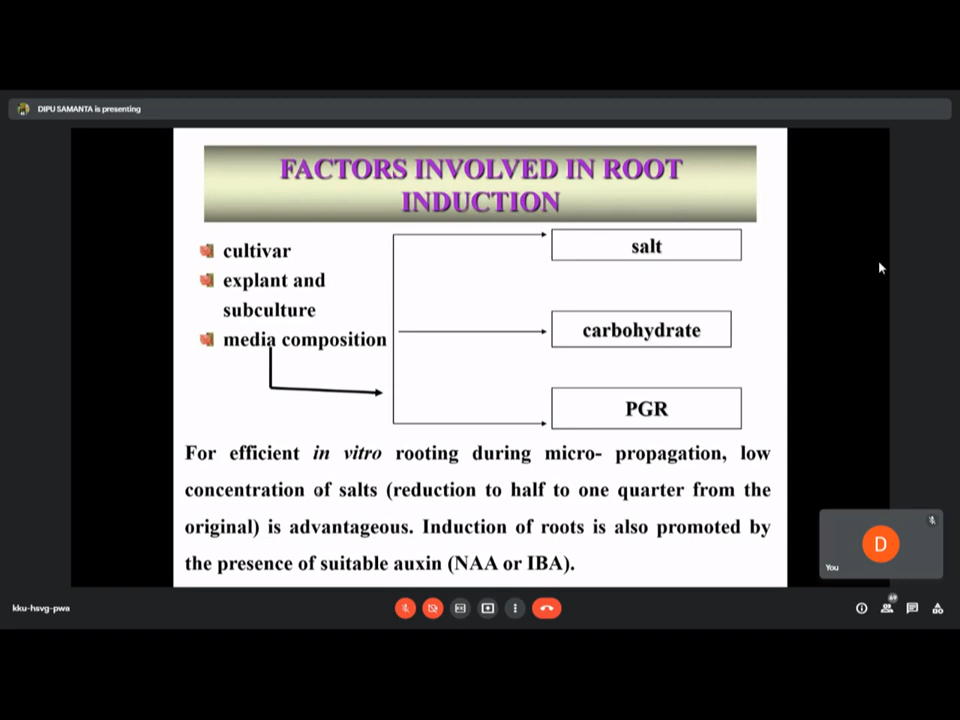 DIPU SAMANTA is presenting
FACTORS INVOLVED IN ROOT
INDUCTION
cultivar
explant and
subculture
media composition
salt
carbohydrate
PGR
For efficient in vitro rooting during micro- propagation, low
concentration of salts (reduction to half to one quarter from the
original) is advantageous. Induction of roots is also promoted by
the presence of suitable auxin (NAA or IBA).
D
You
kku-hsvg-pwa